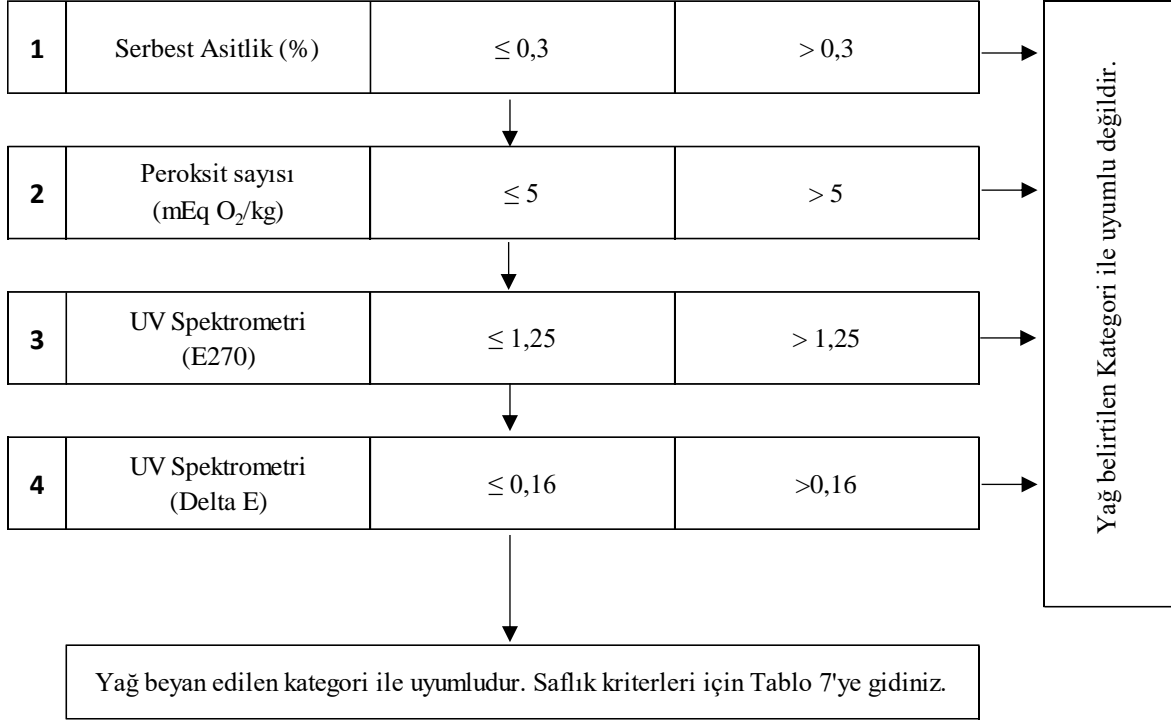 1 Serbest Asitlik (%) ≤ 0,3 > 0,3
2 Peroksit sayısı (mEq O₂/kg) ≤ 5 > 5
3 UV Spektrometri (E270) ≤ 1,25 > 1,25
4 UV Spektrometri (Delta E) ≤ 0,16 >0,16
Yağ belirtilen Kategori ile uyumlu değildir.
Yağ beyan edilen kategori ile uyumludur. Saflık kriterleri için Tablo 7'ye gidiniz.